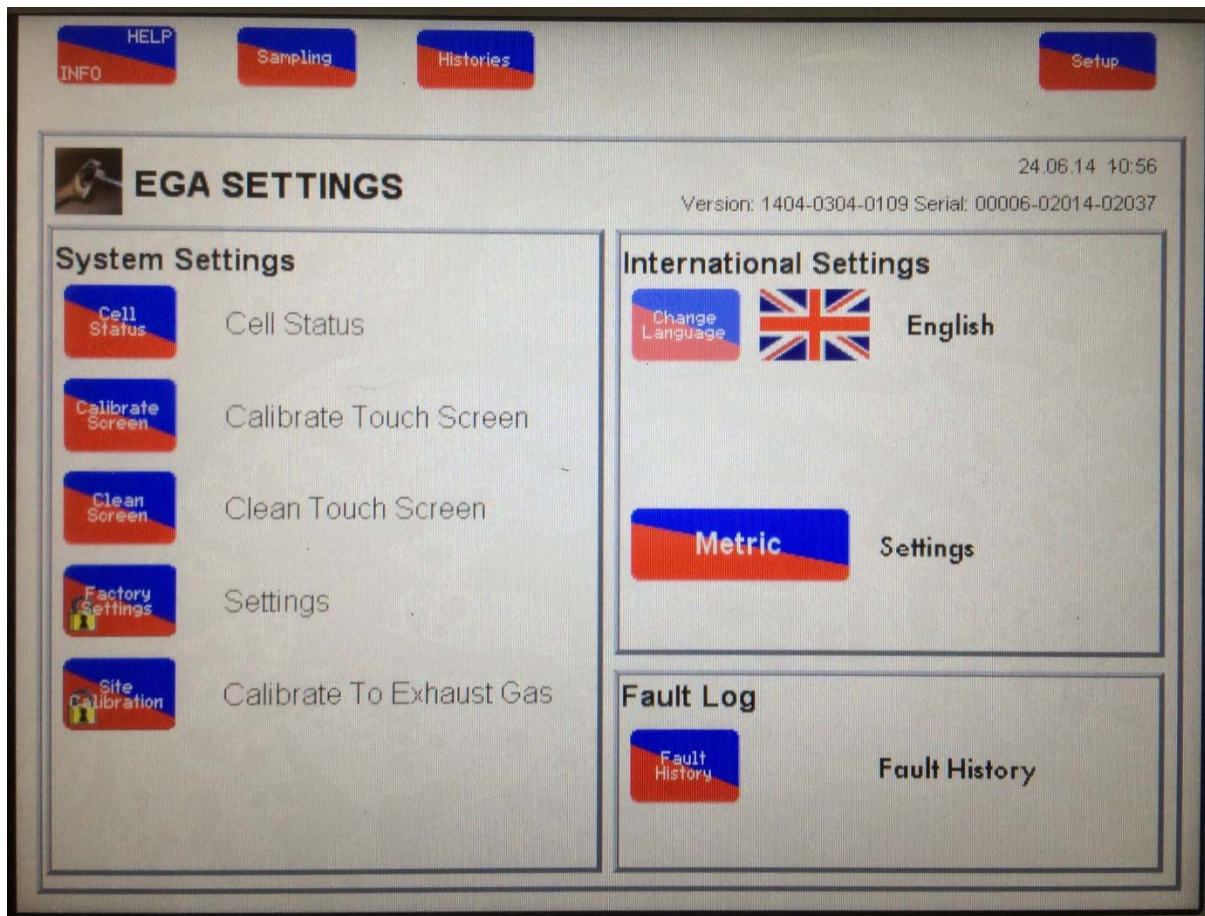 HELP
INFO
Sampling
Histories
Setup
EGA SETTINGS
24.06.14 10:56
Version: 1404-0304-0109 Serial: 00006-02014-02037
System Settings
Cell
Status
Cell Status
Calibrate
Screen
Calibrate Touch Screen
Clean
Screen
Clean Touch Screen
Factory
Settings
Settings
Site
Calibration
Calibrate To Exhaust Gas
International Settings
Change
Language
English
Metric
Settings
Fault Log
Fault
History
Fault History